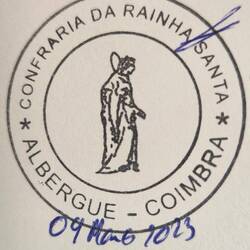 CONFRARIA DA RAINHA SANTA
* ALBERGUE - COIMBRA *
09 Maio 2023